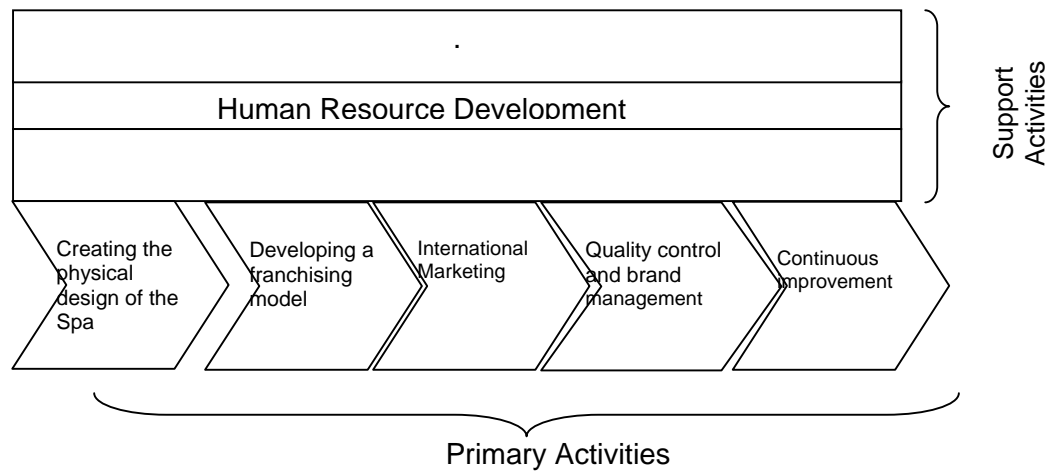 .
Human Resource Development
Support
Activities
Creating the
physical
design of the
Spa
Developing a
franchising
model
International
Marketing
Quality control
and brand
management
Continuous
improvement
Primary Activities